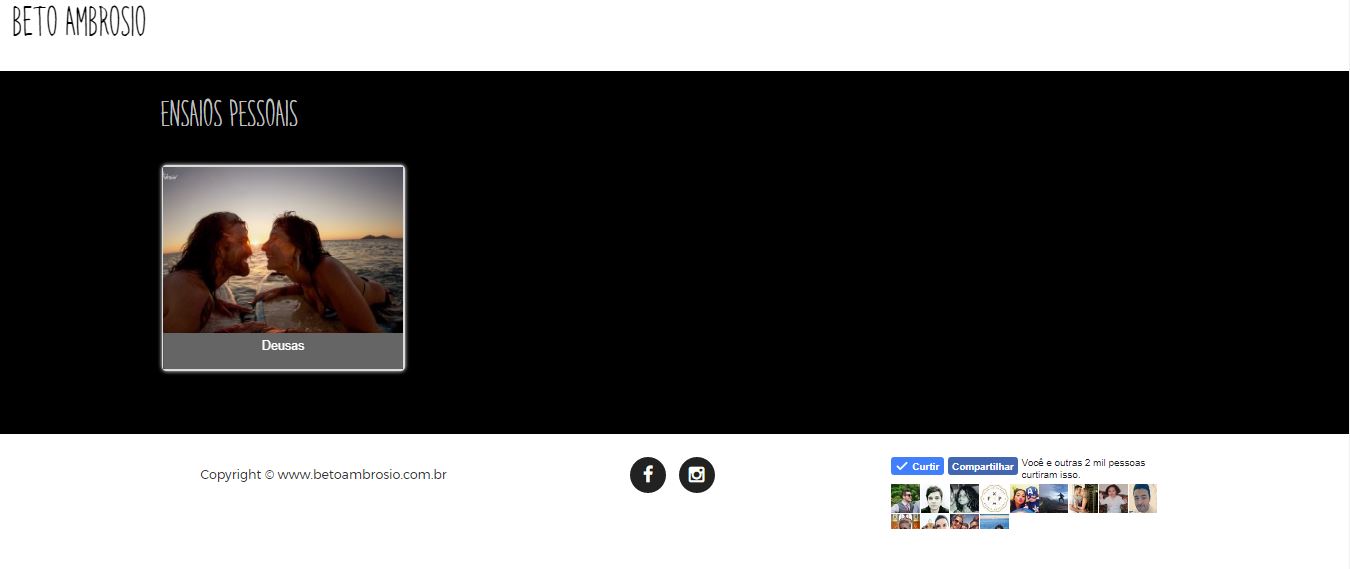 BETO AMBROSIO
ENSAIOS PESSOAIS
Deusas
Copyright © www.betoambrosio.com.br
Curtir
Compartilhar
Você e outras 2 mil pessoas
curtiram isso.